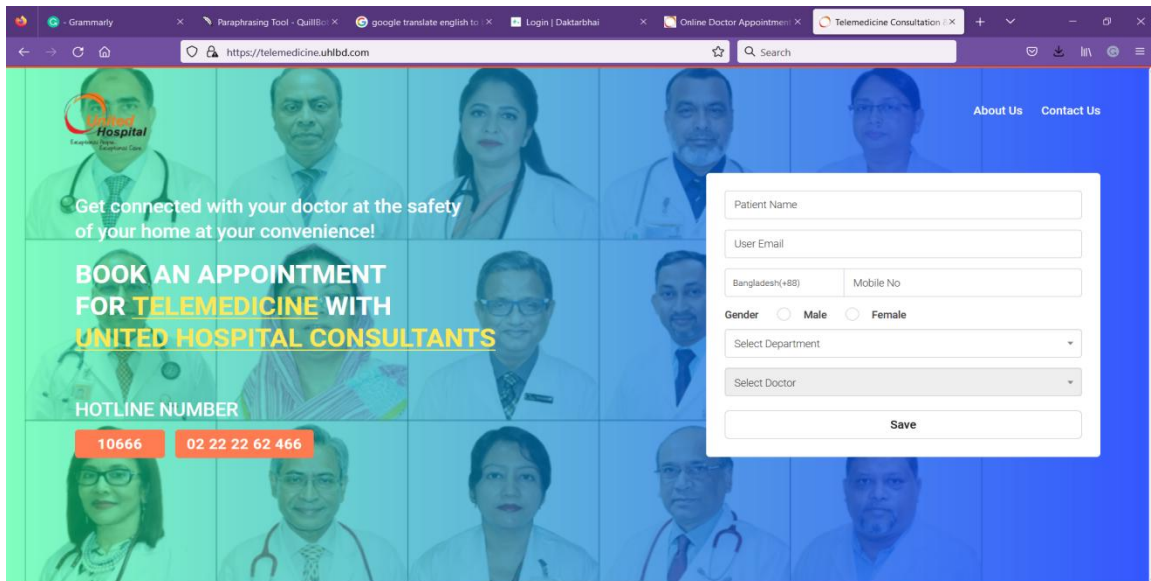 - Grammarly
Paraphrasing Tool - QuillBot
google translate english to
Login | Daktarbhai
Online Doctor Appointment
Telemedicine Consultation &
https://telemedicine.uhlbd.com
Search
United
Hospital
About Us
Contact Us
Get connected with your doctor at the safety
of your home at your convenience!
BOOK AN APPOINTMENT
FOR TELEMEDICINE WITH
UNITED HOSPITAL CONSULTANTS
HOTLINE NUMBER
10666
02 22 22 62 466
Patient Name
User Email
Bangladesh(+88)
Mobile No
Gender
Male
Female
Select Department
Select Doctor
Save